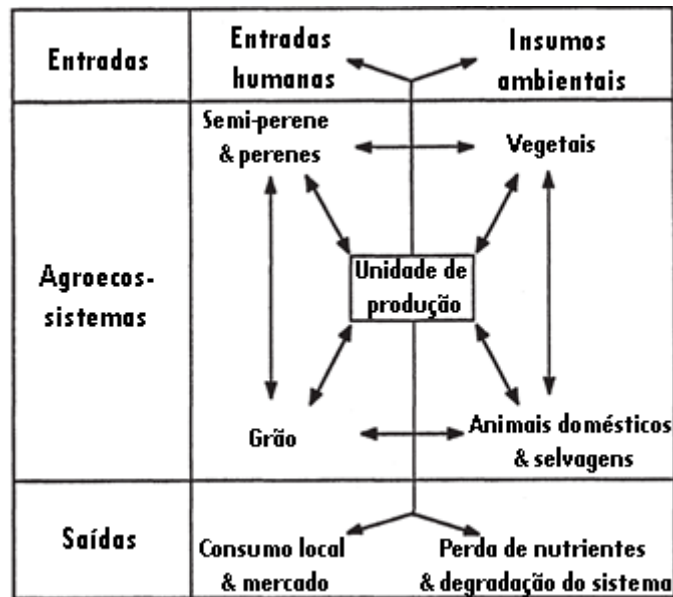 Entradas
Entradas
humanas
Insumos
ambientais
Agroecos-
sistemas
Semi-perene
& perenes
Vegetais
Unidade de
produção
Grão
Animais domésticos
& selvagens
Saídas
Consumo local
& mercado
Perda de nutrientes
& degradação do sistema